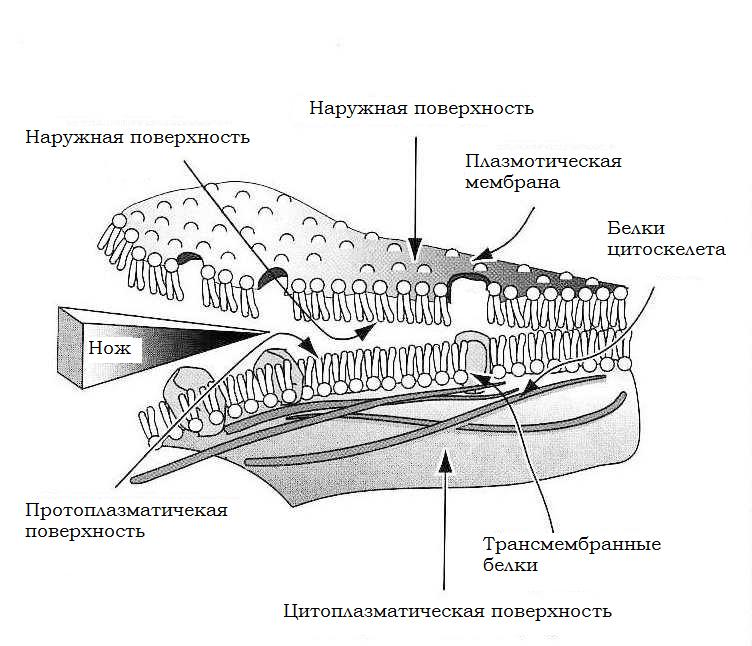 Наружная поверхность
Наружная поверхность
Плазмотическая
мембрана
Белки
цитоскелета
Нож
Протоплазматичекая
поверхность
Трансмембранные
белки
Цитоплазматическая поверхность